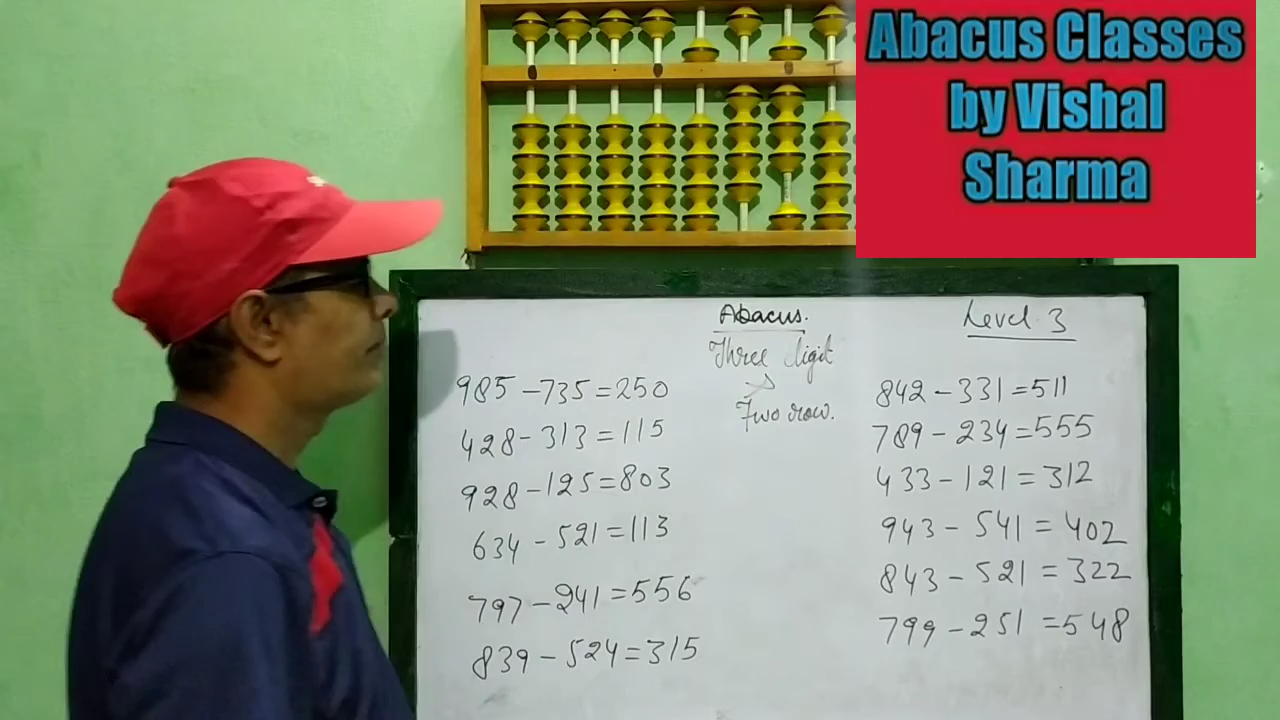 Abacus Classes
by Vishal
Sharma
Abacus.
Level 3
Three digit
Two row.
985 - 735 = 250
428 - 313 = 115
928 - 125 = 803
634 - 521 = 113
797 - 241 = 556
839 - 524 = 315
842 - 331 = 511
789 - 234 = 555
433 - 121 = 312
943 - 541 = 402
843 - 521 = 322
799 - 251 = 548